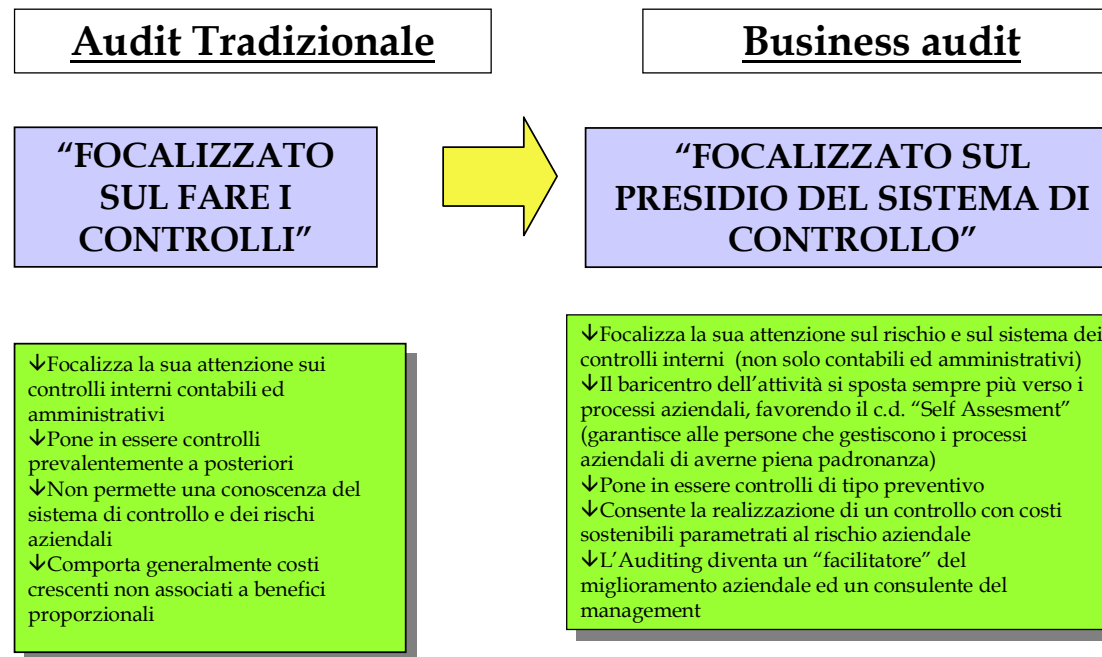 Audit Tradizionale
Business audit
“FOCALIZZATO
SUL FARE I
CONTROLLI”
“FOCALIZZATO SUL
PRESIDIO DEL SISTEMA DI
CONTROLLO”
↓Focalizza la sua attenzione sui
controlli interni contabili ed
amministrativi
↓Pone in essere controlli
prevalentemente a posteriori
↓Non permette una conoscenza del
sistema di controllo e dei rischi
aziendali
↓Comporta generalmente costi
crescenti non associati a benefici
proporzionali
↓Focalizza la sua attenzione sul rischio e sul sistema dei
controlli interni (non solo contabili ed amministrativi)
↓Il baricentro dell’attività si sposta sempre più verso i
processi aziendali, favorendo il c.d. “Self Assesment”
(garantisce alle persone che gestiscono i processi
aziendali di averne piena padronanza)
↓Pone in essere controlli di tipo preventivo
↓Consente la realizzazione di un controllo con costi
sostenibili parametrati al rischio aziendale
↓L’Auditing diventa un “facilitatore” del
miglioramento aziendale ed un consulente del
management